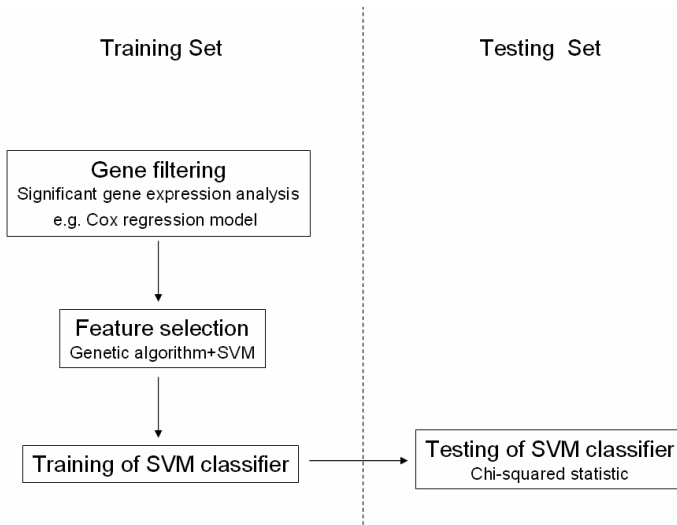 Training Set
Testing Set
Gene filtering
Significant gene expression analysis
e.g. Cox regression model
Feature selection
Genetic algorithm+SVM
Training of SVM classifier
Testing of SVM classifier
Chi-squared statistic